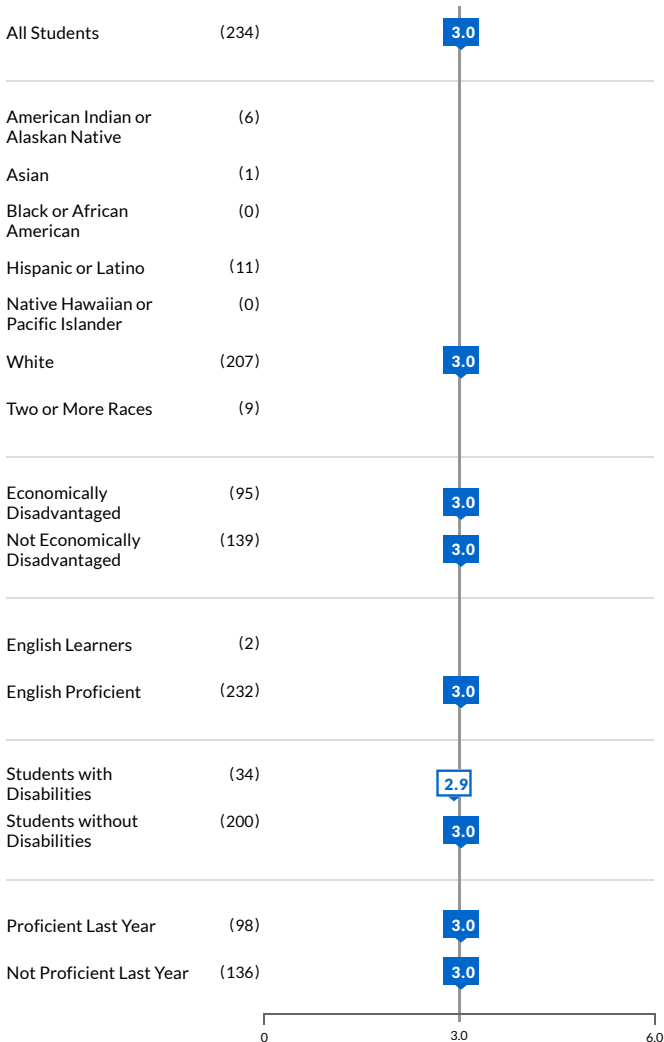 All Students (234) 3.0
American Indian or (6)
Alaskan Native
Asian (1)
Black or African (0)
American
Hispanic or Latino (11)
Native Hawaiian or (0)
Pacific Islander
White (207) 3.0
Two or More Races (9)
Economically (95) 3.0
Disadvantaged
Not Economically (139) 3.0
Disadvantaged
English Learners (2)
English Proficient (232) 3.0
Students with (34) 2.9
Disabilities
Students without (200) 3.0
Disabilities
Proficient Last Year (98) 3.0
Not Proficient Last Year (136) 3.0
0 3.0 6.0